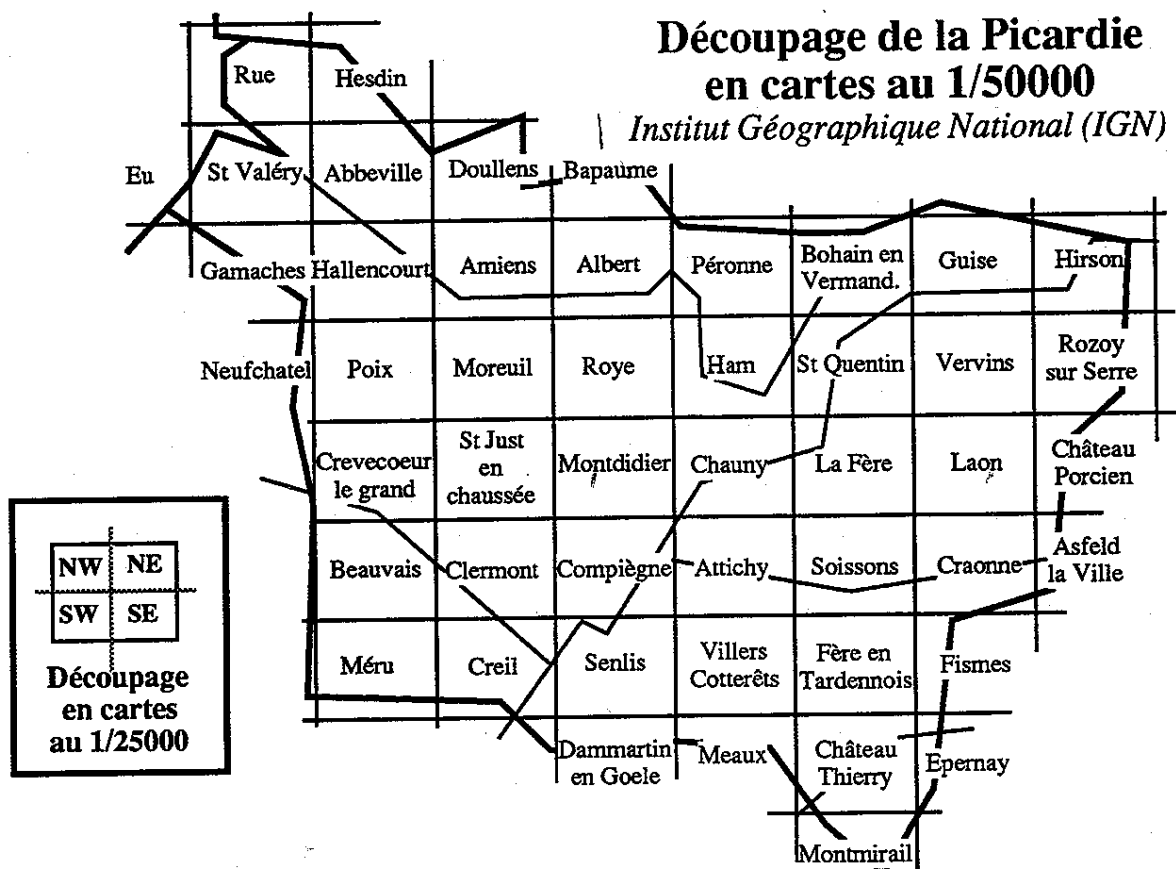 Découpage de la Picardie
en cartes au 1/50000
Institut Géographique National (IGN)
Rue
Hesdin
Eu
St Valéry
Abbeville
Doullens
Bapaume
Gamaches
Hallencourt
Amiens
Albert
Péronne
Bohain en
Vermand.
Guise
Hirson
Neufchatel
Poix
Moreuil
Roye
Ham
St Quentin
Vervins
Rozoy
sur Serre
Crevecoeur
le grand
St Just
en
chaussée
Montdidier
Chauny
La Fère
Laon
Château
Porcien
Beauvais
Clermont
Compiègne
Attichy
Soissons
Craonne
Asfeld
la Ville
Méru
Creil
Senlis
Villers
Cotterêts
Fère en
Tardennois
Fismes
Dammartin
en Goele
Meaux
Château
Thierry
Epernay
Montmirail
NW NE
SW SE
Découpage
en cartes
au 1/25000